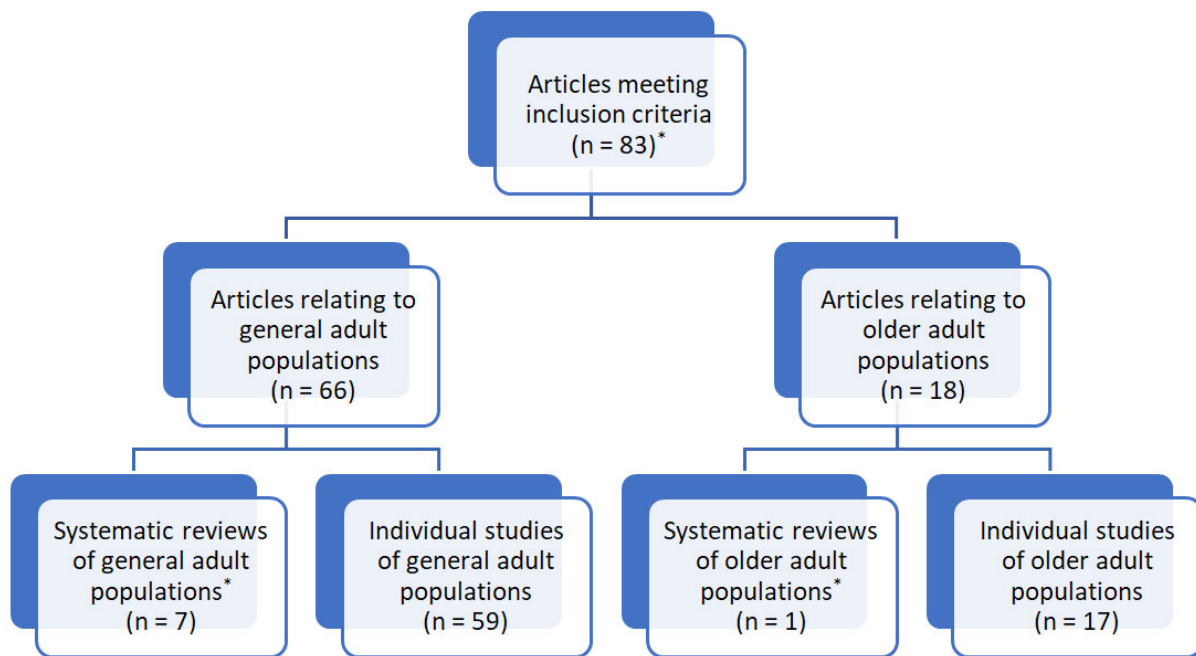 Articles meeting
inclusion criteria
(n = 83)*
Articles relating to
general adult
populations
(n = 66)
Articles relating to
older adult
populations
(n = 18)
Systematic reviews
of general adult
populations*
(n = 7)
Individual studies
of general adult
populations
(n = 59)
Systematic reviews
of older adult
populations*
(n = 1)
Individual studies
of older adult
populations
(n = 17)